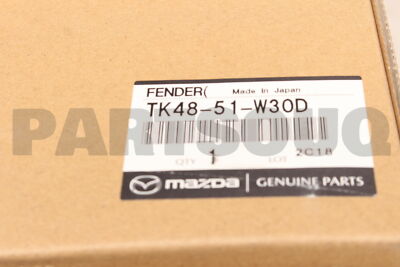 FENDER( Made In Japan
TK48-51-W30D
PARTSOUQ
QTY 1 LOT 2C18
mazda GENUINE PARTS